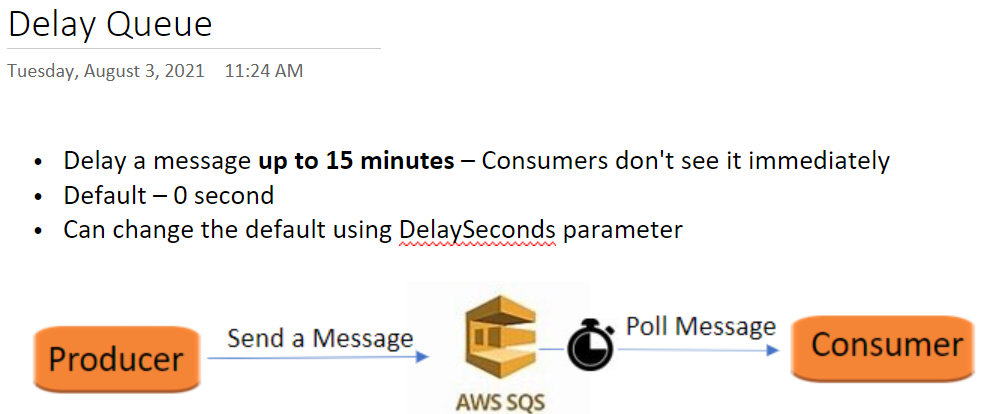 Delay Queue
Tuesday, August 3, 2021 11:24 AM
• Delay a message up to 15 minutes – Consumers don't see it immediately
• Default – 0 second
• Can change the default using DelaySeconds parameter
Producer
Send a Message
AWS SQS
Poll Message
Consumer